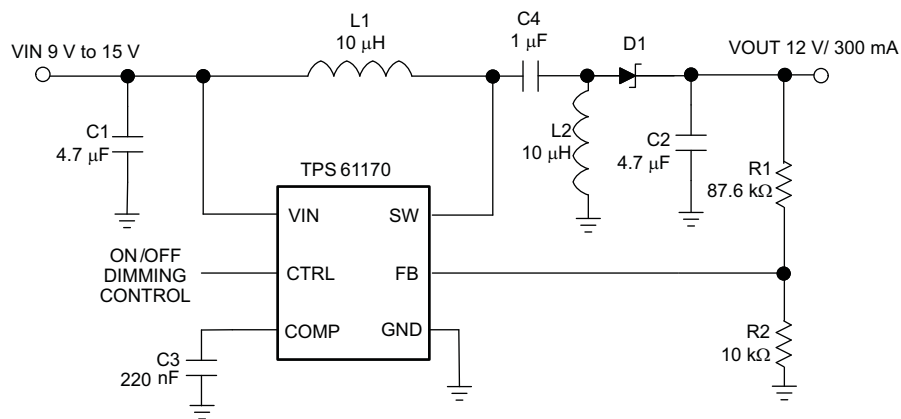 L1
10 μH
C4
1 μF
D1
VIN 9 V to 15 V
VOUT 12 V/ 300 mA
C1
4.7 μF
L2
10 μH
C2
4.7 μF
R1
87.6 kΩ
TPS 61170
VIN
SW
ON/OFF
DIMMING
CONTROL
CTRL
FB
COMP
GND
C3
220 nF
R2
10 kΩ